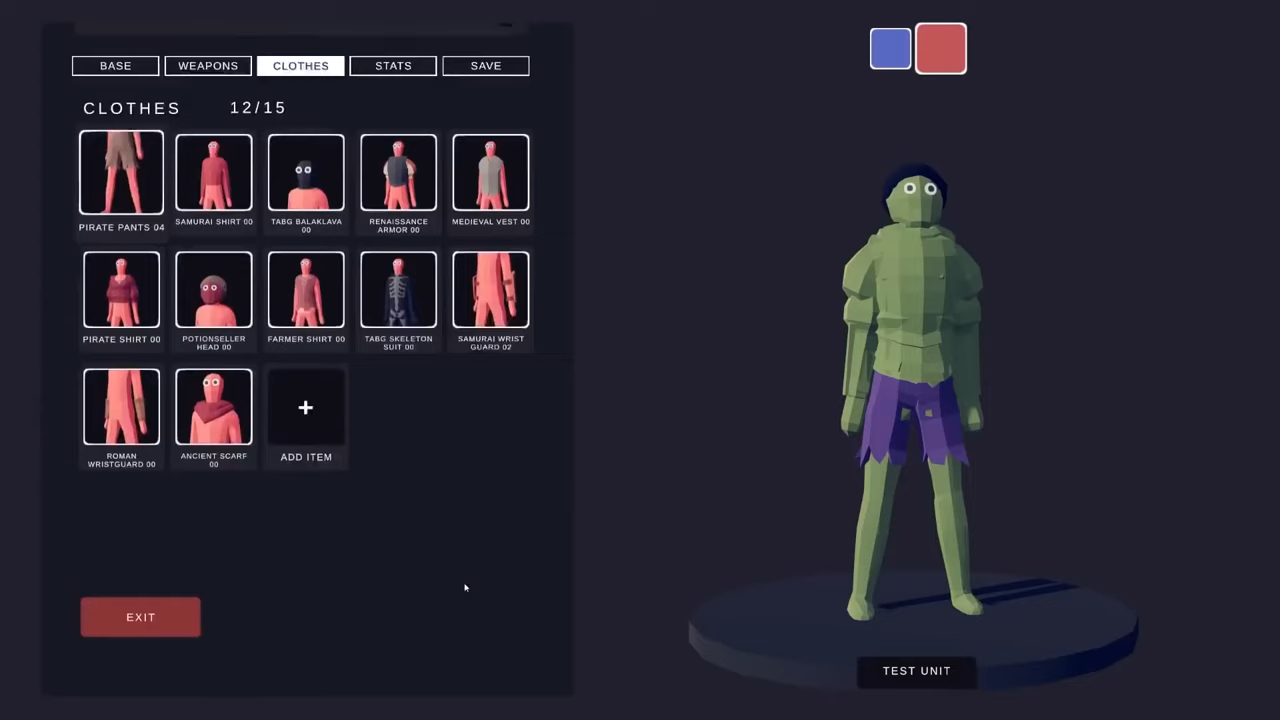 BASE
WEAPONS
CLOTHES
STATS
SAVE
CLOTHES 12/15
PIRATE PANTS 04
SAMURAI SHIRT 00
TABG BALAKLAVA
00
RENAISSANCE
ARMOR 00
MEDIEVAL VEST 00
PIRATE SHIRT 00
POTIONSELLER
HEAD 00
FARMER SHIRT 00
TABG SKELETON
SUIT 00
SAMURAI WRIST
GUARD 02
ROMAN
WRISTGUARD 00
ANCIENT SCARF
00
+
ADD ITEM
EXIT
TEST UNIT